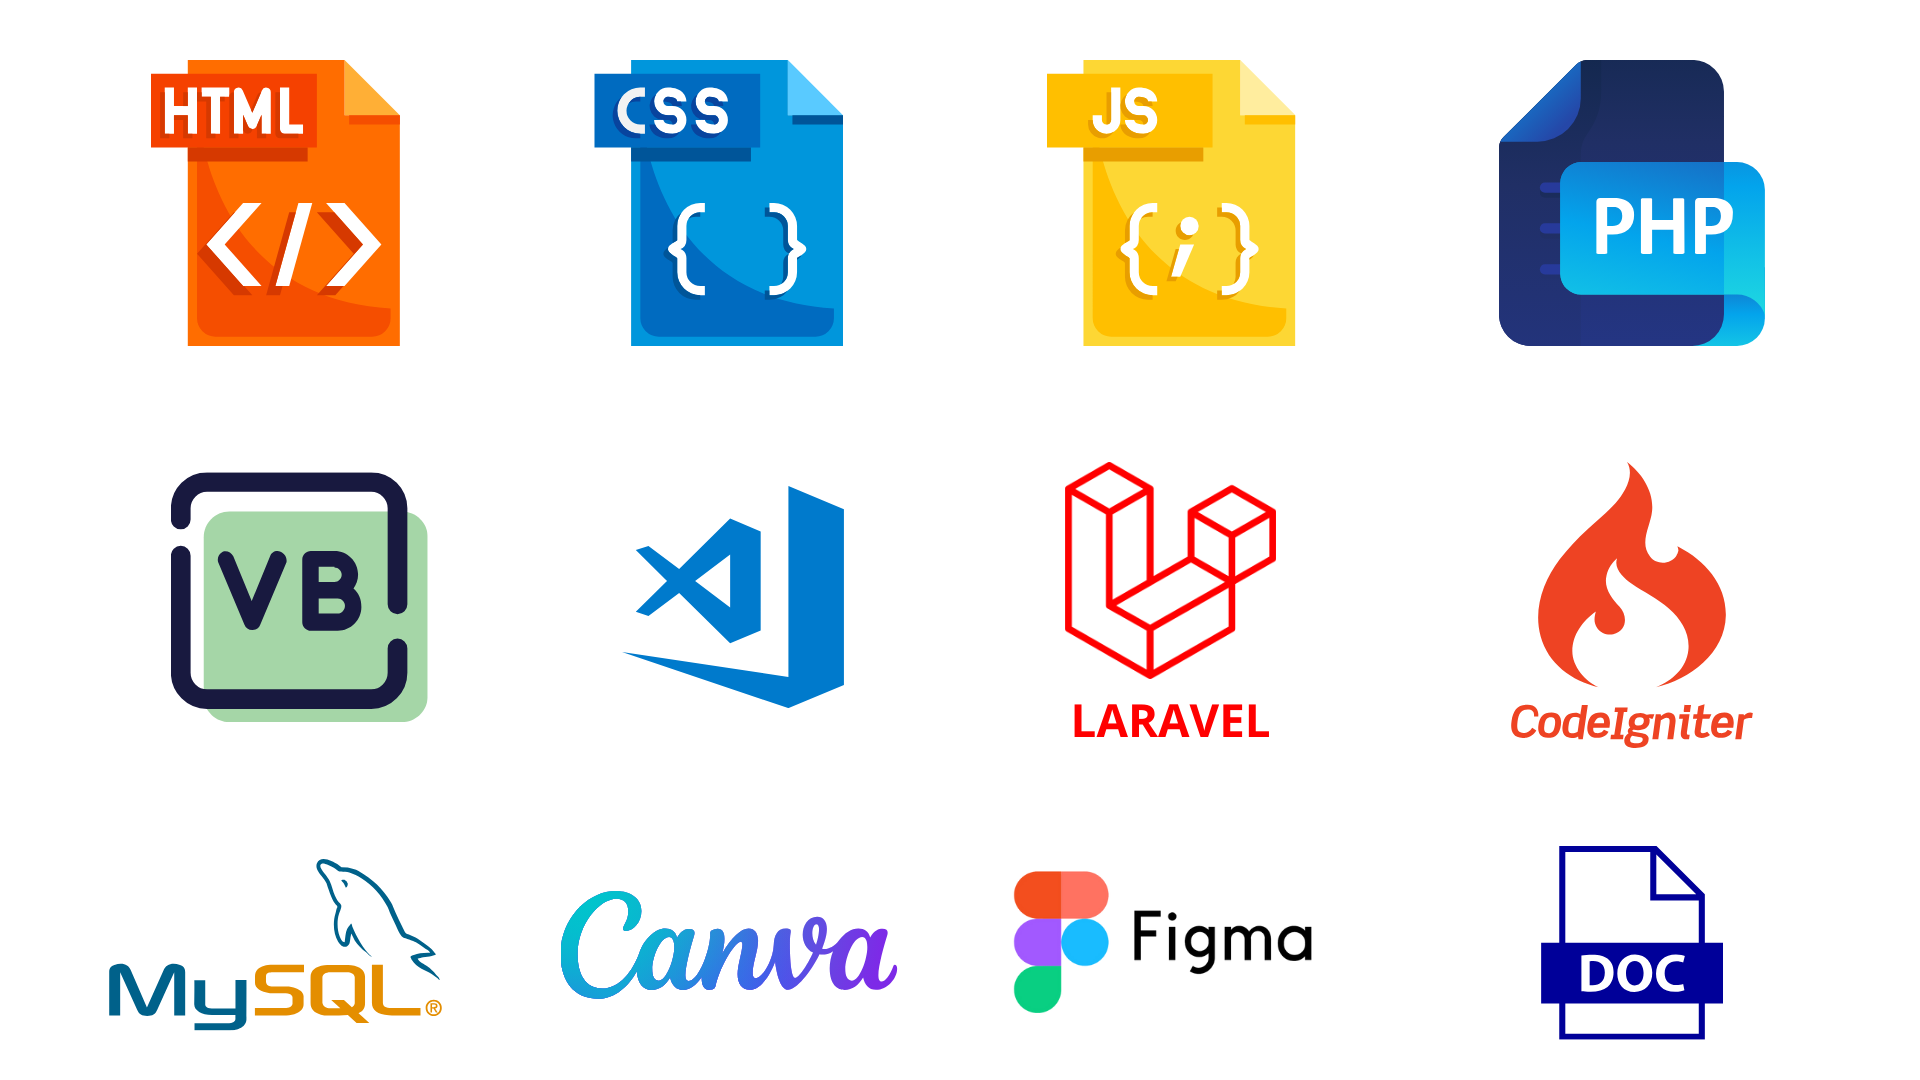 HTML
</>
CSS
{ }
JS
{;}
PHP
VB
LARAVEL
CodeIgniter
MySQL®
Canva
Figma
DOC